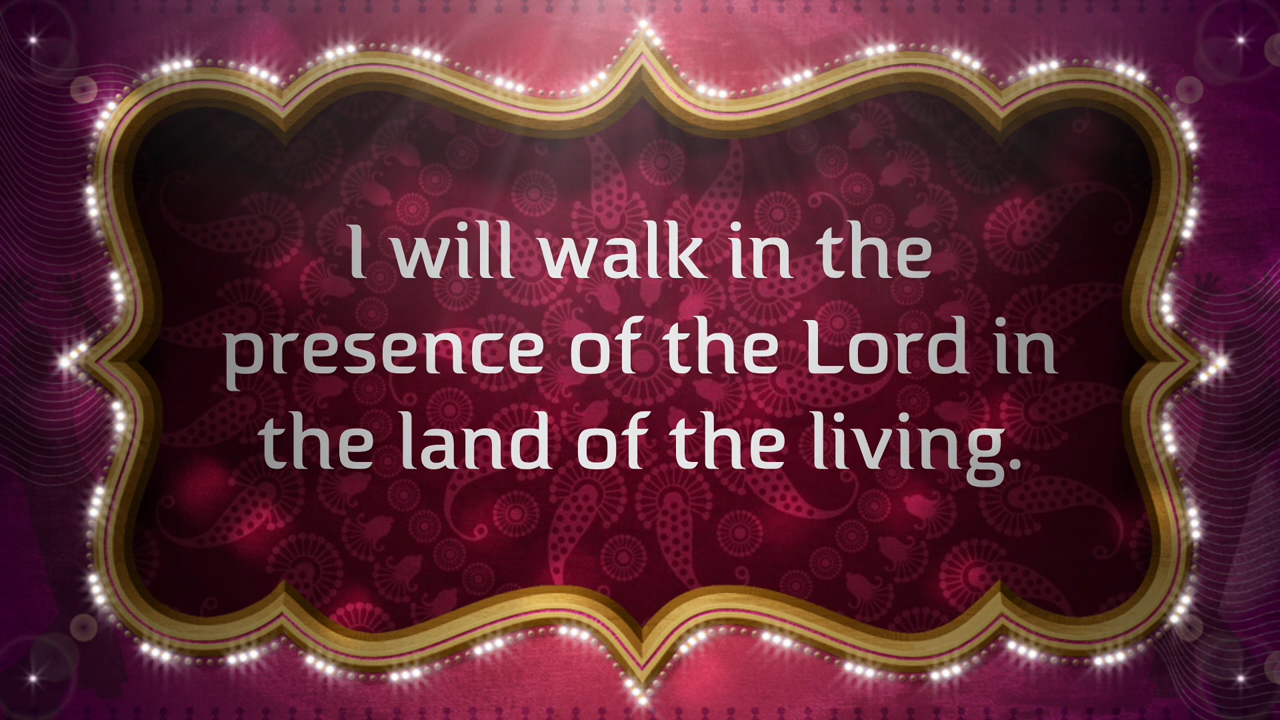 I will walk in the
presence of the Lord in
the land of the living.